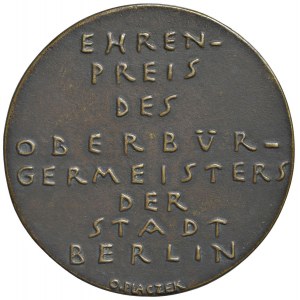 EHREN-
PREIS
DES
OBERBÜR-
GERMEISTERS
DER
STADT
BERLIN
O. PLACZEK